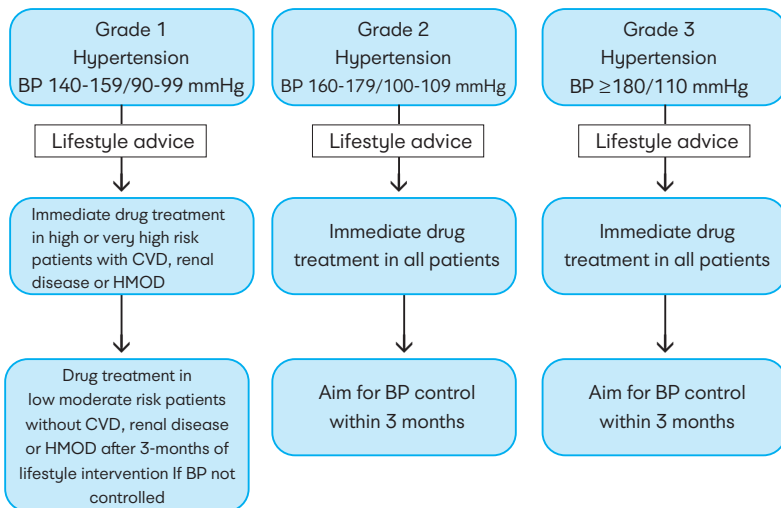 Grade 1
Hypertension
BP 140-159/90-99 mmHg
Lifestyle advice
Immediate drug treatment
in high or very high risk
patients with CVD, renal
disease or HMOD
Drug treatment in
low moderate risk patients
without CVD, renal disease
or HMOD after 3-months of
lifestyle intervention If BP not
controlled
Grade 2
Hypertension
BP 160-179/100-109 mmHg
Lifestyle advice
Immediate drug
treatment in all patients
Aim for BP control
within 3 months
Grade 3
Hypertension
BP ≥180/110 mmHg
Lifestyle advice
Immediate drug
treatment in all patients
Aim for BP control
within 3 months